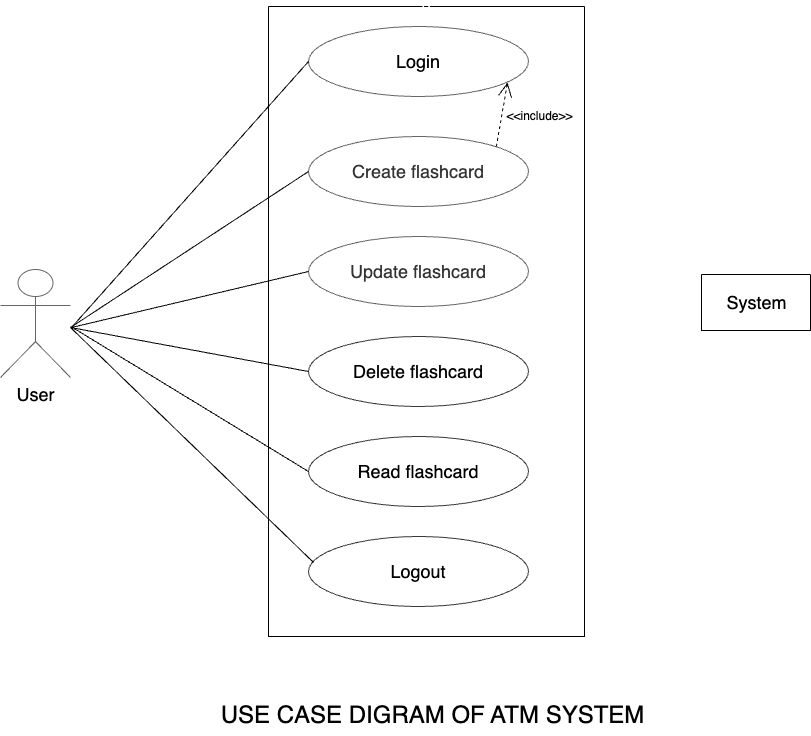 Login
<<include>>
Create flashcard
Update flashcard
System
Delete flashcard
User
Read flashcard
Logout
USE CASE DIGRAM OF ATM SYSTEM